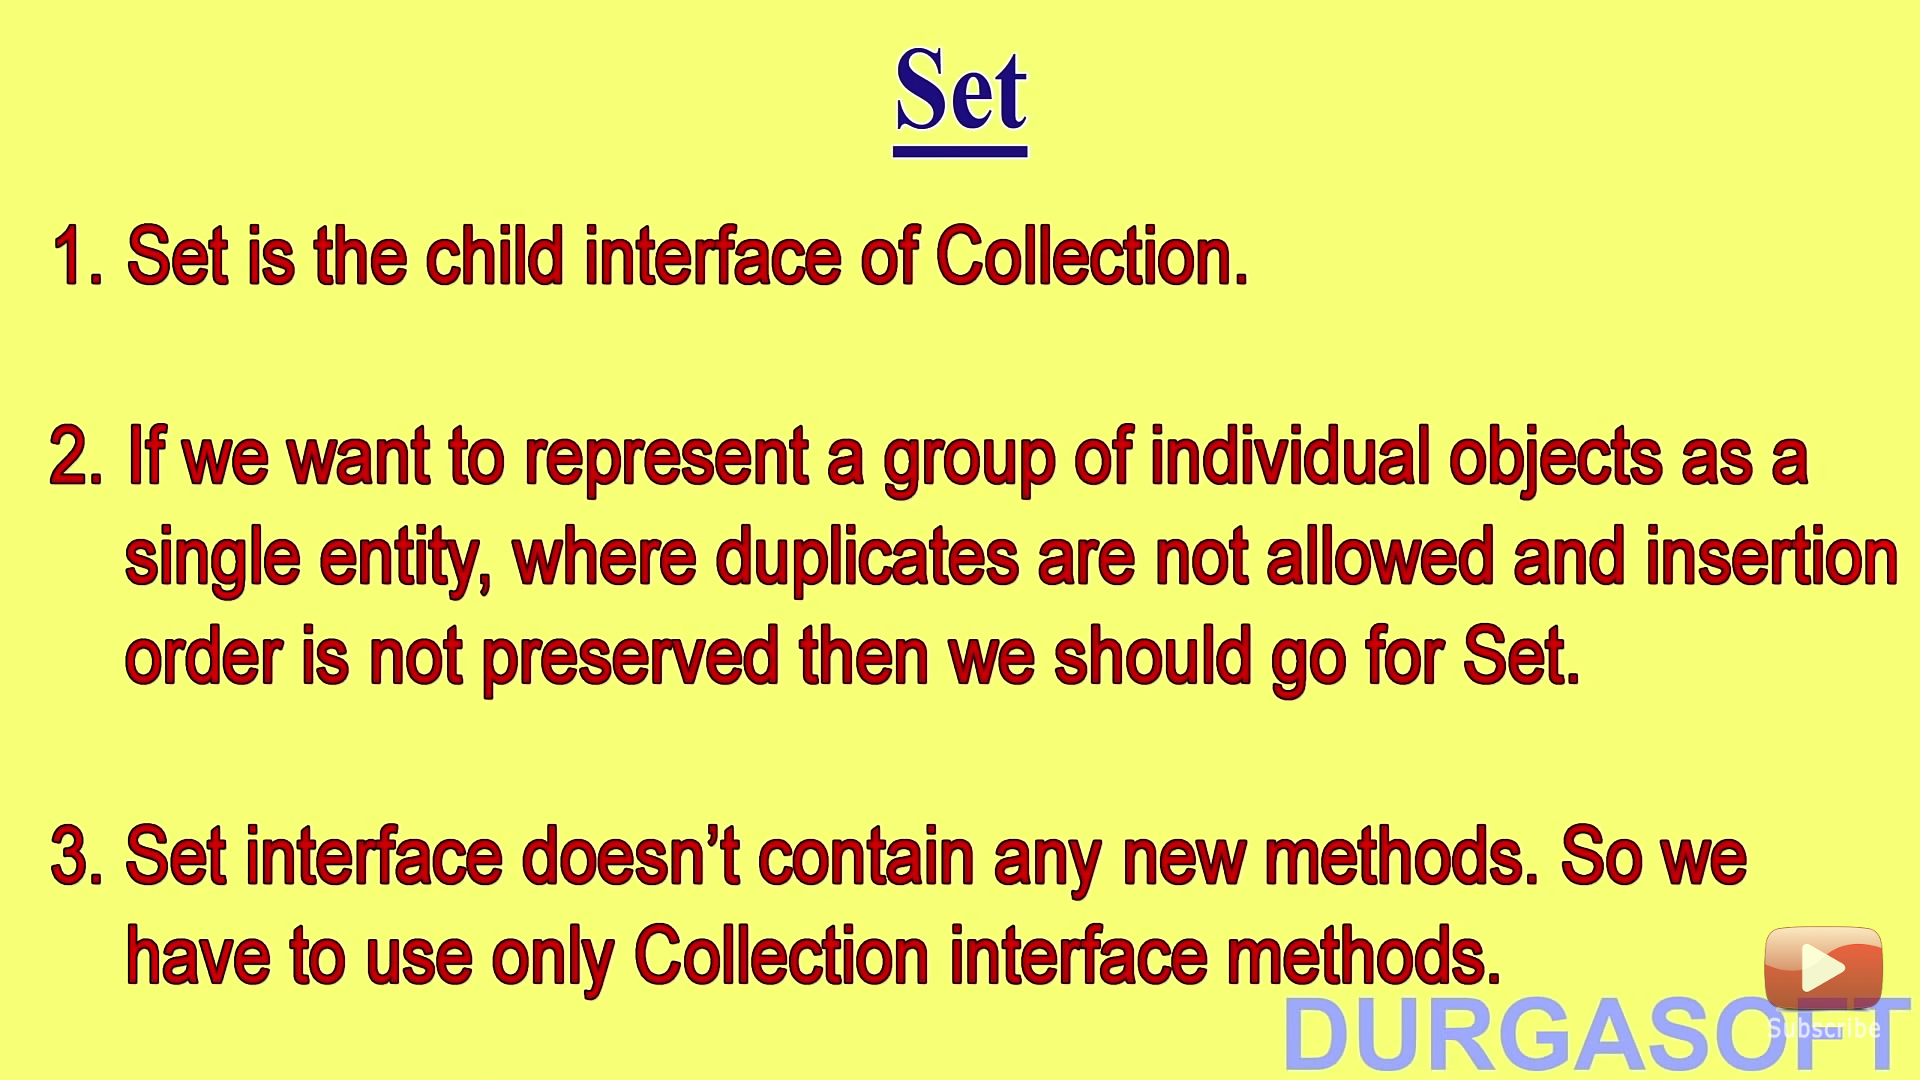 Set
1. Set is the child interface of Collection.
2. If we want to represent a group of individual objects as a
single entity, where duplicates are not allowed and insertion
order is not preserved then we should go for Set.
3. Set interface doesn’t contain any new methods. So we
have to use only Collection interface methods.
Subscribe
DURGASOFT